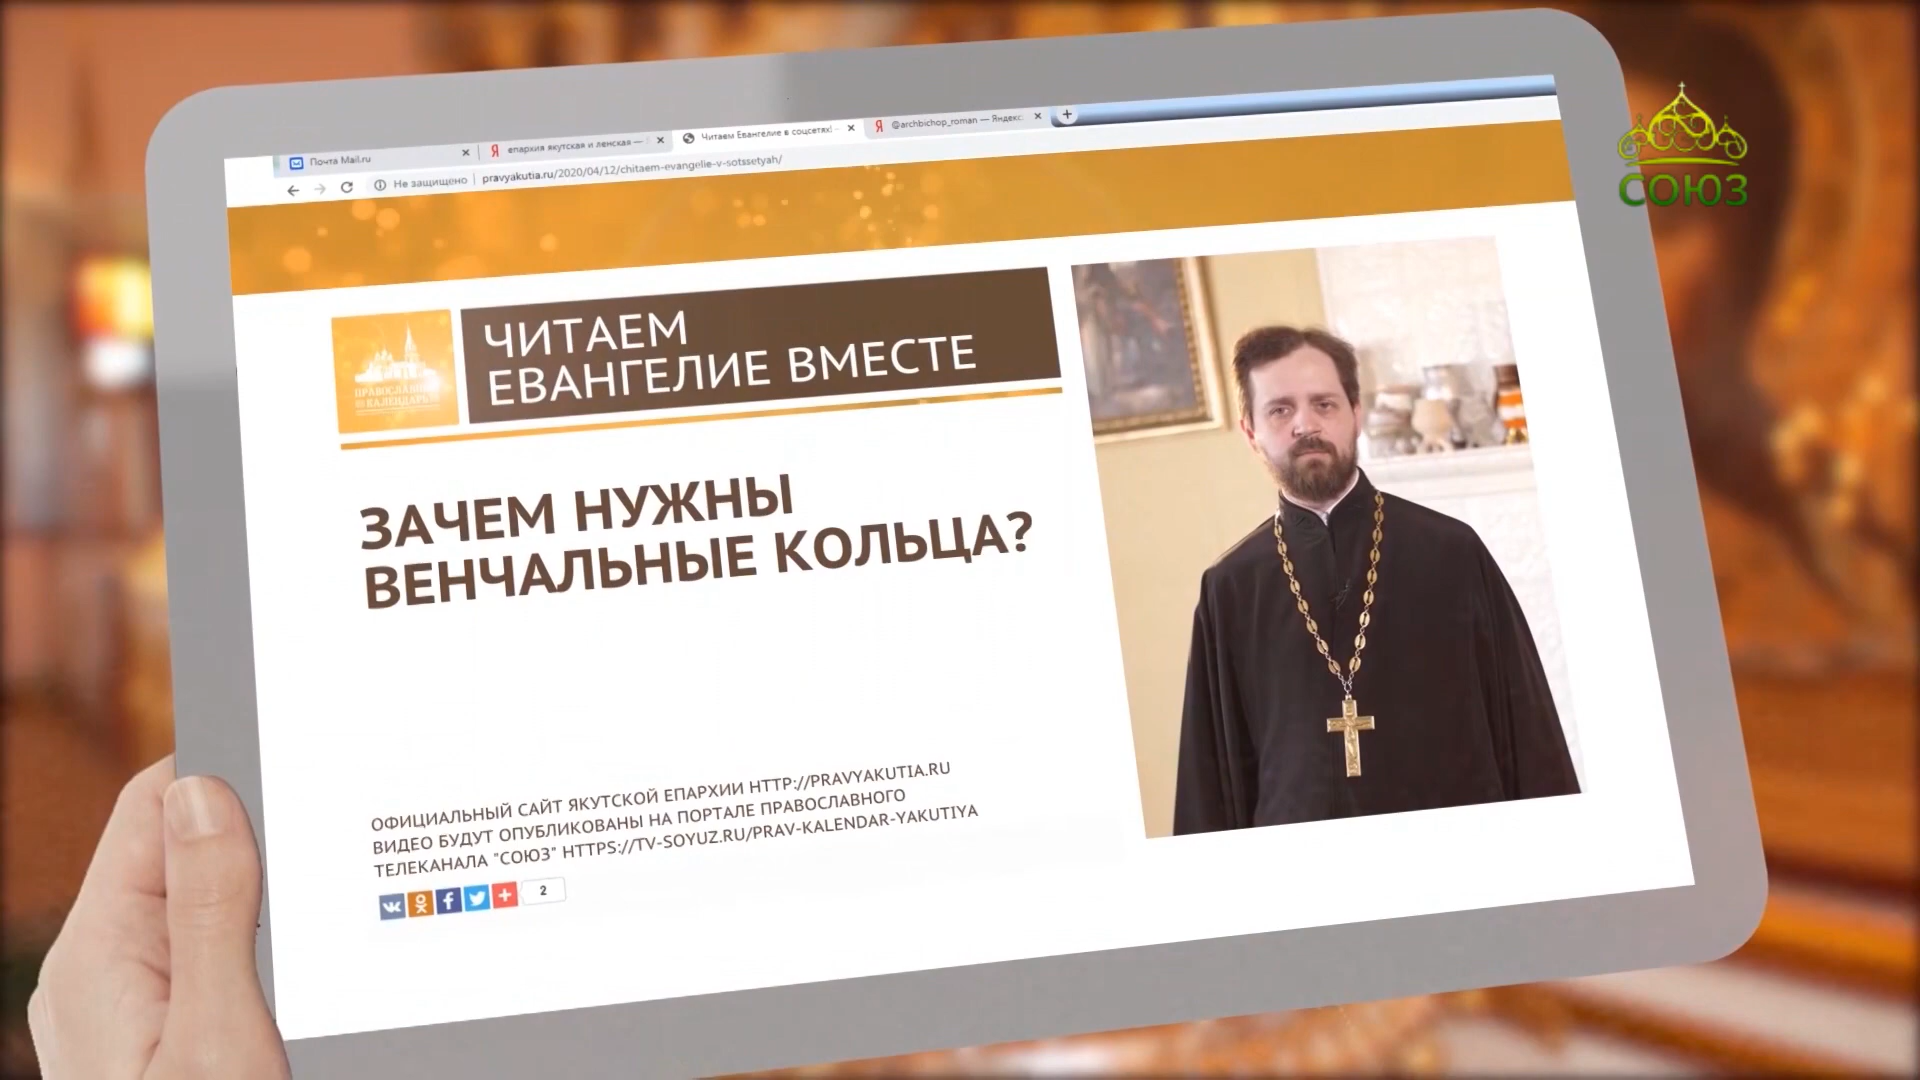 Почта Mail.ru
епархия якутская и ленская —
Читаем Евангелие в соцсетях! -
@archbichop_roman — Яндекс:
Не защищено | pravyakutia.ru/2020/04/12/chitaem-evangelie-v-sotssetyah/
СОЮЗ
ПРАВОСЛАВНЫЙ
КАЛЕНДАРЬ
ЧИТАЕМ
ЕВАНГЕЛИЕ ВМЕСТЕ
ЗАЧЕМ НУЖНЫ
ВЕНЧАЛЬНЫЕ КОЛЬЦА?
ОФИЦИАЛЬНЫЙ САЙТ ЯКУТСКОЙ ЕПАРХИИ HTTP://PRAVYAKUTIA.RU
ВИДЕО БУДУТ ОПУБЛИКОВАНЫ НА ПОРТАЛЕ ПРАВОСЛАВНОГО
ТЕЛЕКАНАЛА "СОЮЗ" HTTPS://TV-SOYUZ.RU/PRAV-KALENDAR-YAKUTIYA
2